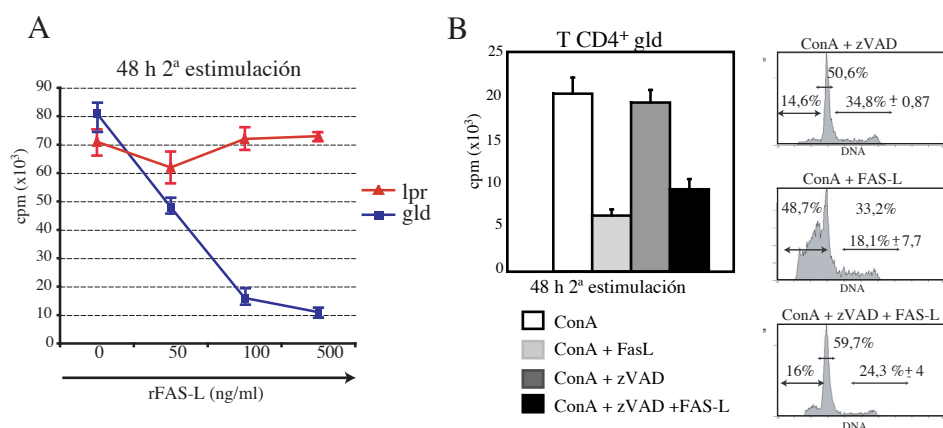 A
48 h 2ª estimulación
cpm (x10³)
90
80
70
60
50
40
30
20
10
0
0 50 100 500
rFAS-L (ng/ml)
lpr
gld
B
T CD4⁺ gld
cpm (x10³)
25
20
15
10
5
0
48 h 2ª estimulación
ConA
ConA + FasL
ConA + zVAD
ConA + zVAD +FAS-L
ConA + zVAD
50,6%
14,6% 34,8% ± 0,87
DNA
ConA + FAS-L
48,7% 33,2%
18,1% ± 7,7
DNA
ConA + zVAD + FAS-L
59,7%
16% 24,3 % ± 4
DNA